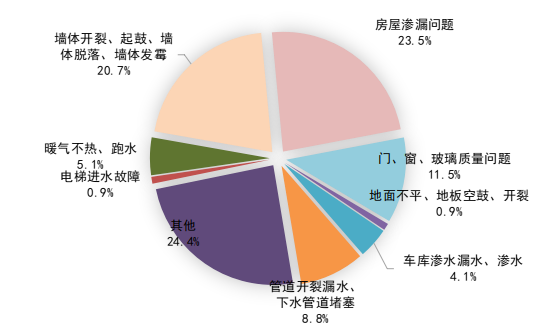 房屋渗漏问题
23.5%
门、窗、玻璃质量问题
11.5%
地面不平、地板空鼓、开裂
0.9%
车库渗水漏水、渗水
4.1%
管道开裂漏水、
下水管道堵塞
8.8%
其他
24.4%
电梯进水故障
0.9%
暖气不热、跑水
5.1%
墙体开裂、起鼓、墙
体脱落、墙体发霉
20.7%